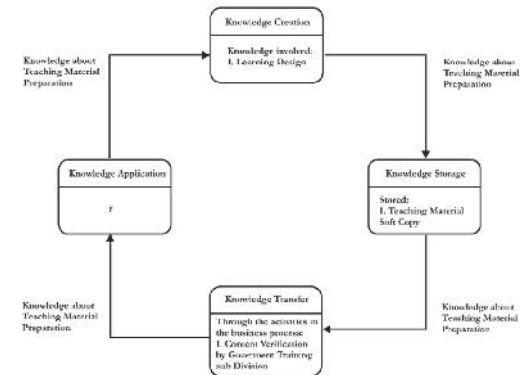 Knowledge Creation
Knowledge involved:
1. Learning Design
Knowledge about
Teaching Material
Preparation
Knowledge about
Teaching Material
Preparation
Knowledge Application
r
Knowledge Storage
Stored:
1. Teaching Material
Soft Copy
Knowledge about
Teaching Material
Preparation
Knowledge Transfer
Through the activities in
the business process:
1. Content Verification
by Government Training
sub Division
Knowledge about
Teaching Material
Preparation